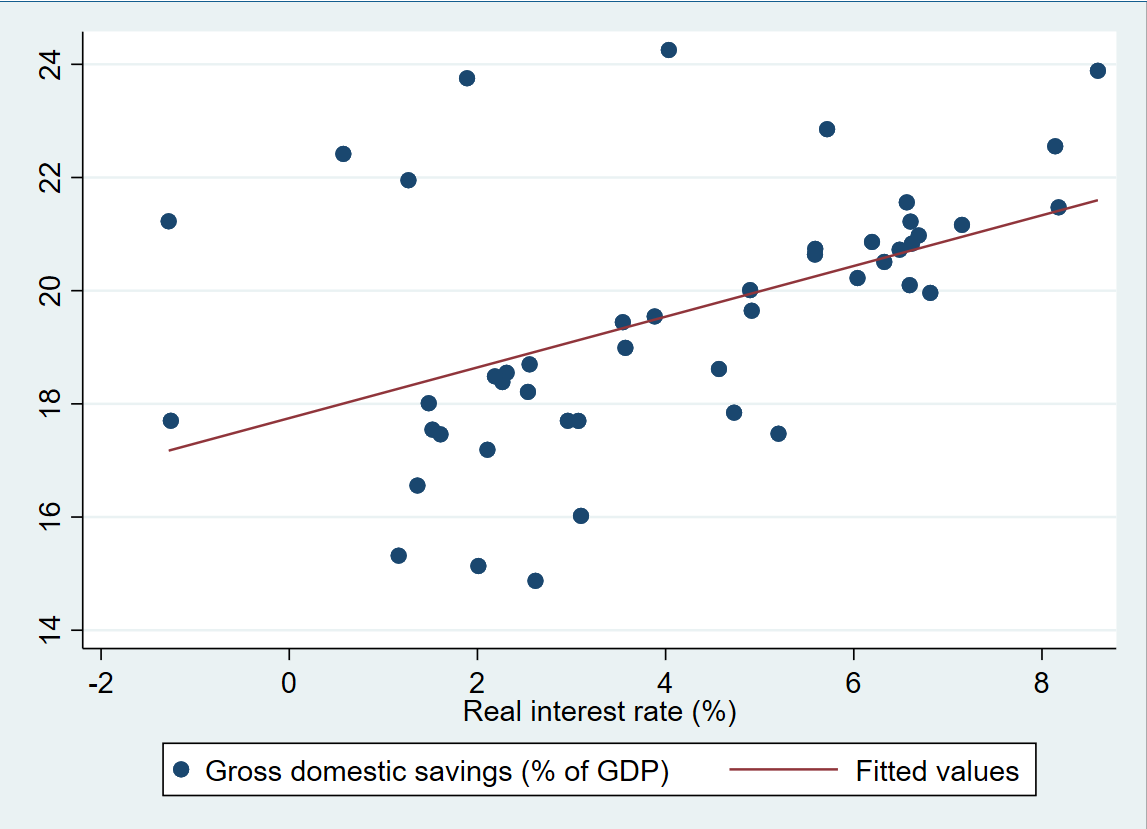 24
22
20
18
16
14
-2 0 2 4 6 8
Real interest rate (%)
Gross domestic savings (% of GDP) Fitted values